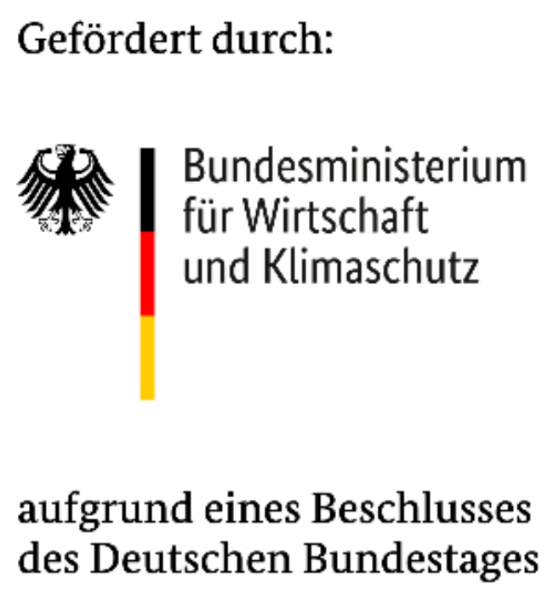 Gefördert durch:
Bundesministerium
für Wirtschaft
und Klimaschutz
aufgrund eines Beschlusses
des Deutschen Bundestages